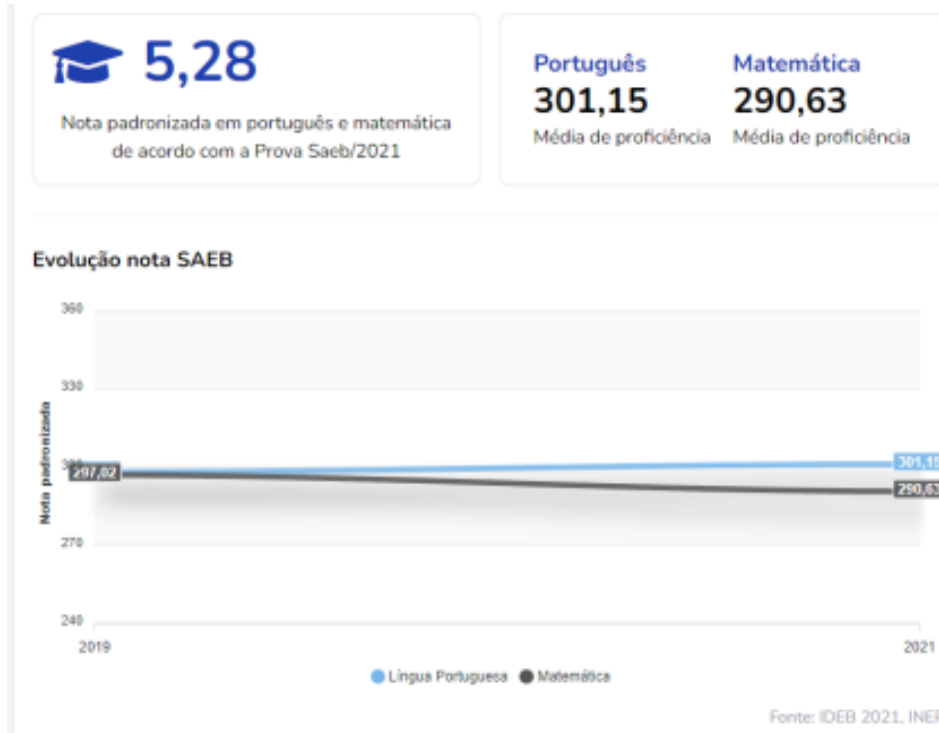 5,28
Nota padronizada em português e matemática
de acordo com a Prova Saeb/2021
Português Matemática
301,15 290,63
Média de proficiência Média de proficiência
Evolução nota SAEB
360
330
297,02
301,15
290,63
270
240
Nota padronizada
2019 2021
Língua Portuguesa Matemática
Fonte: IDEB 2021,